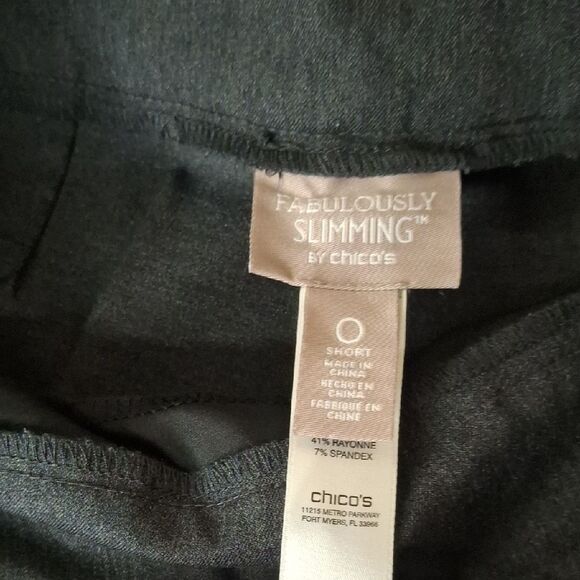 FABULOUSLY
SLIMMING™
BY chico's
0
SHORT
MADE IN
CHINA
HECHO EN
CHINA
FABRIQUÉ EN
CHINE
41% RAYONNE
7% SPANDEX
chico's
11215 METRO PARKWAY
FORT MYERS, FL 33966